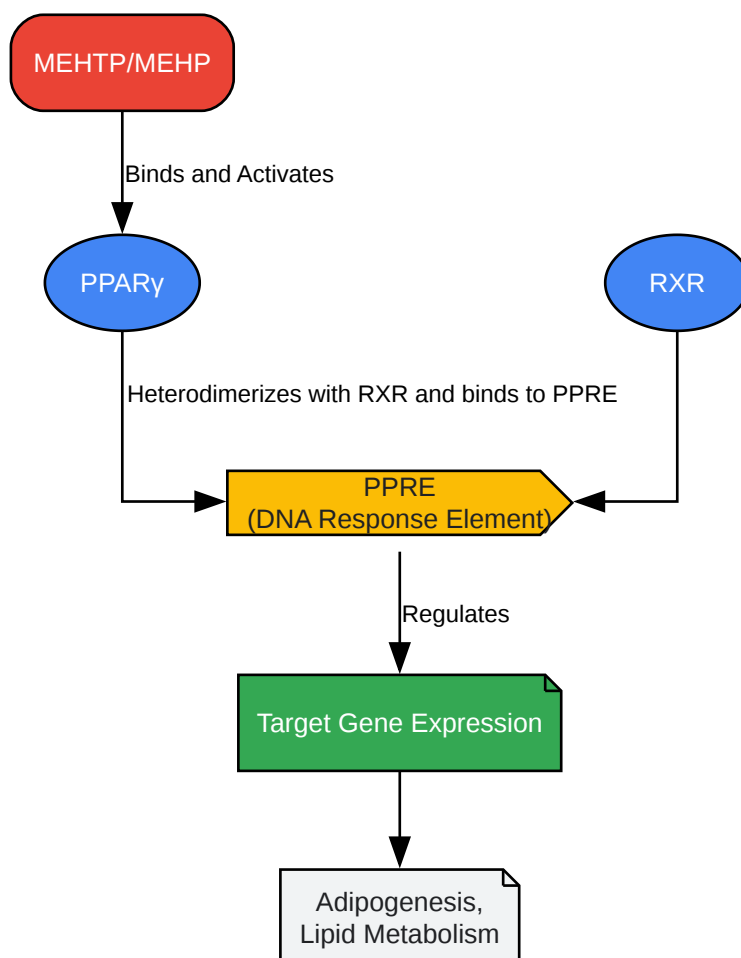 MEHTP/MEHP
Binds and Activates
PPARγ
RXR
Heterodimerizes with RXR and binds to PPRE
PPRE
(DNA Response Element)
Regulates
Target Gene Expression
Adipogenesis,
Lipid Metabolism